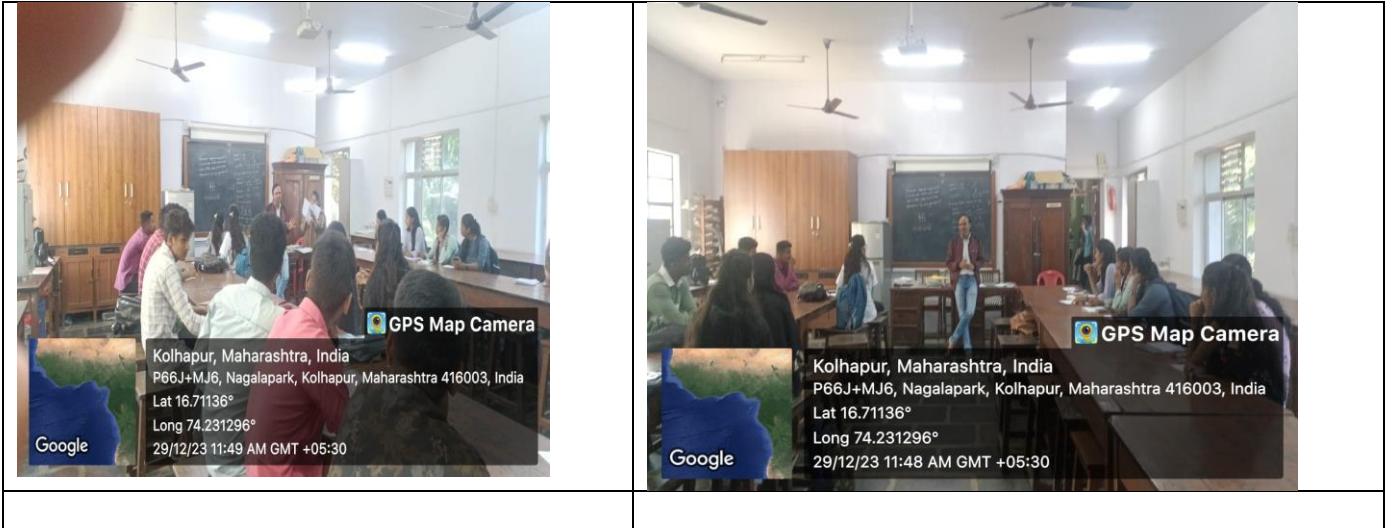 GPS Map Camera
Kolhapur, Maharashtra, India
P66J+MJ6, Nagalapark, Kolhapur, Maharashtra 416003, India
Lat 16.71136°
Long 74.231296°
29/12/23 11:49 AM GMT +05:30
Google
GPS Map Camera
Kolhapur, Maharashtra, India
P66J+MJ6, Nagalapark, Kolhapur, Maharashtra 416003, India
Lat 16.71136°
Long 74.231296°
29/12/23 11:48 AM GMT +05:30
Google